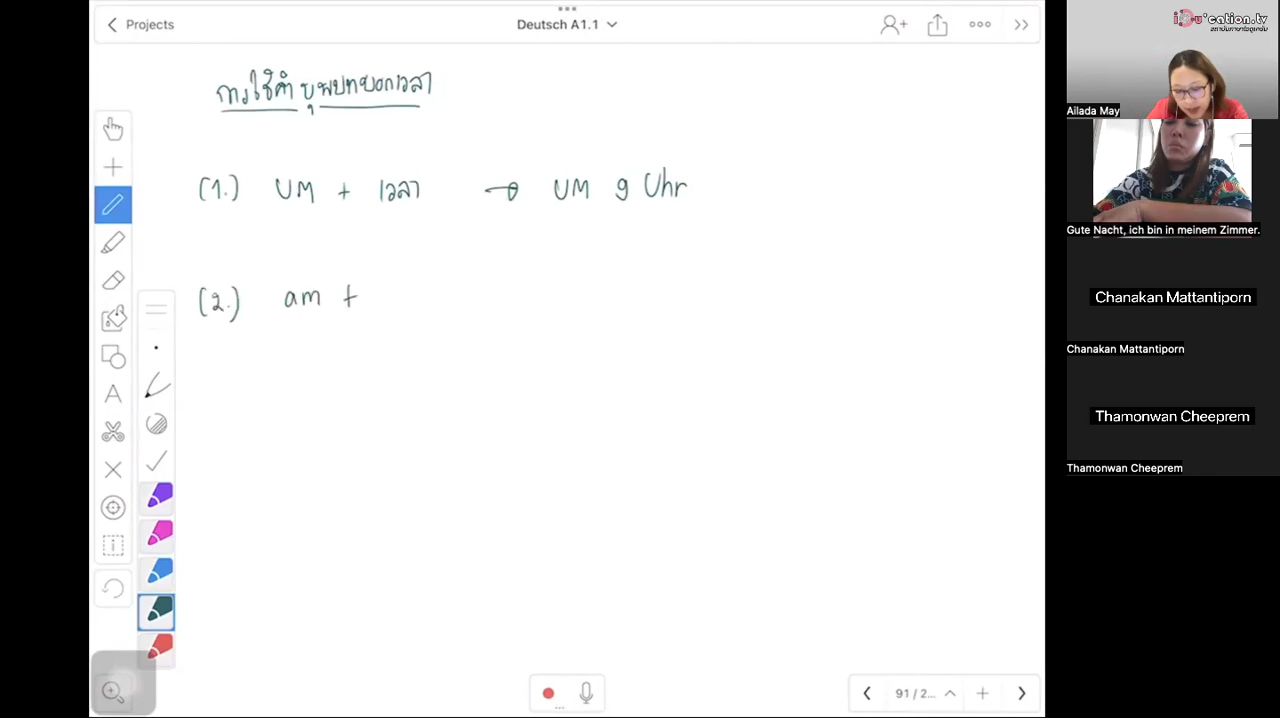 Projects
Deutsch A1.1
การใช้คำบุพบทบอกเวลา
(1.) um + เวลา → um 9 Uhr
(2.) am +
A
91 / 2...
Ailada May
Gute Nacht, ich bin in meinem Zimmer.
Chanakan Mattantiporn
Chanakan Mattantiporn
Thamonwan Cheeprem
Thamonwan Cheeprem